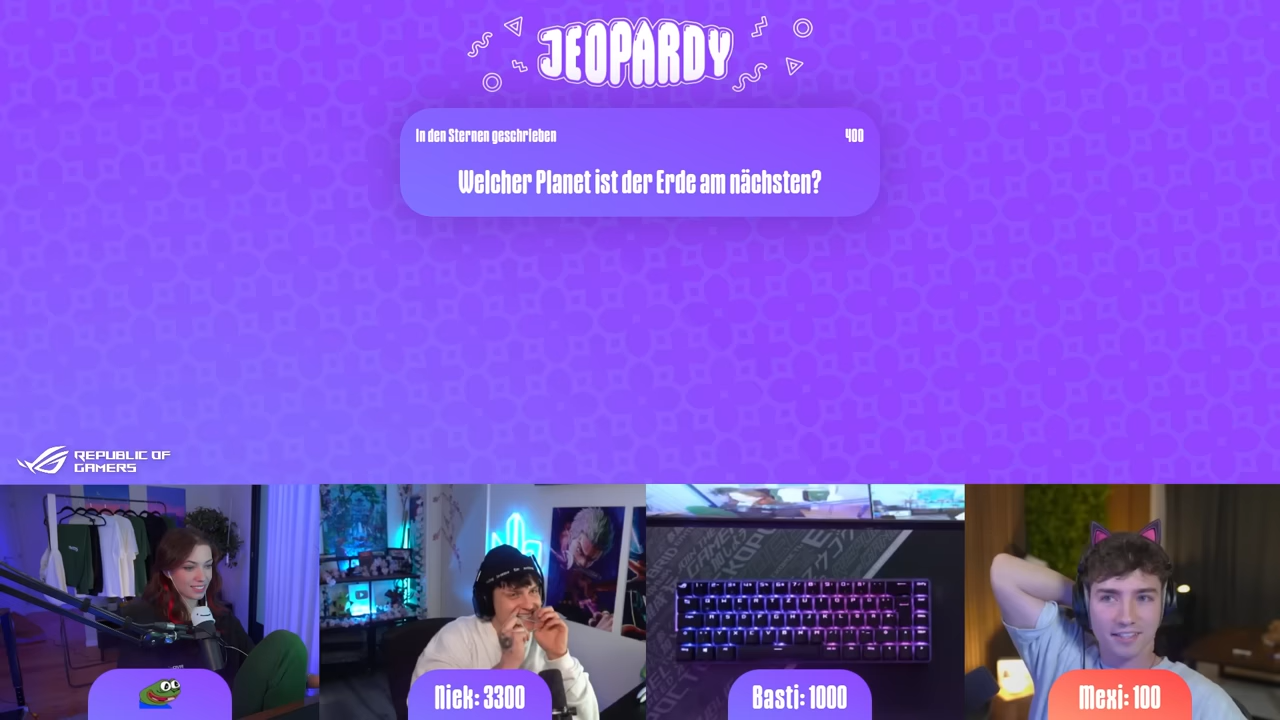 JEOPARDY
In den Sternen geschrieben 400
Welcher Planet ist der Erde am nächsten?
REPUBLIC OF
GAMERS
Niek: 3300
Basti: 1000
Mexi: 100